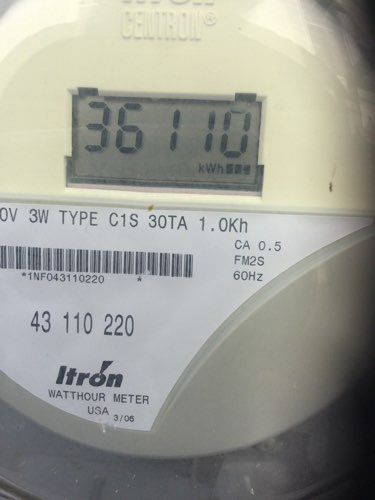 CENTRON®
36110
kWh
0V 3W TYPE C1S 30TA 1.0Kh
CA 0.5
FM2S
60Hz
*1NF043110220 *
43 110 220
Itrón
WATTHOUR METER
USA 3/06